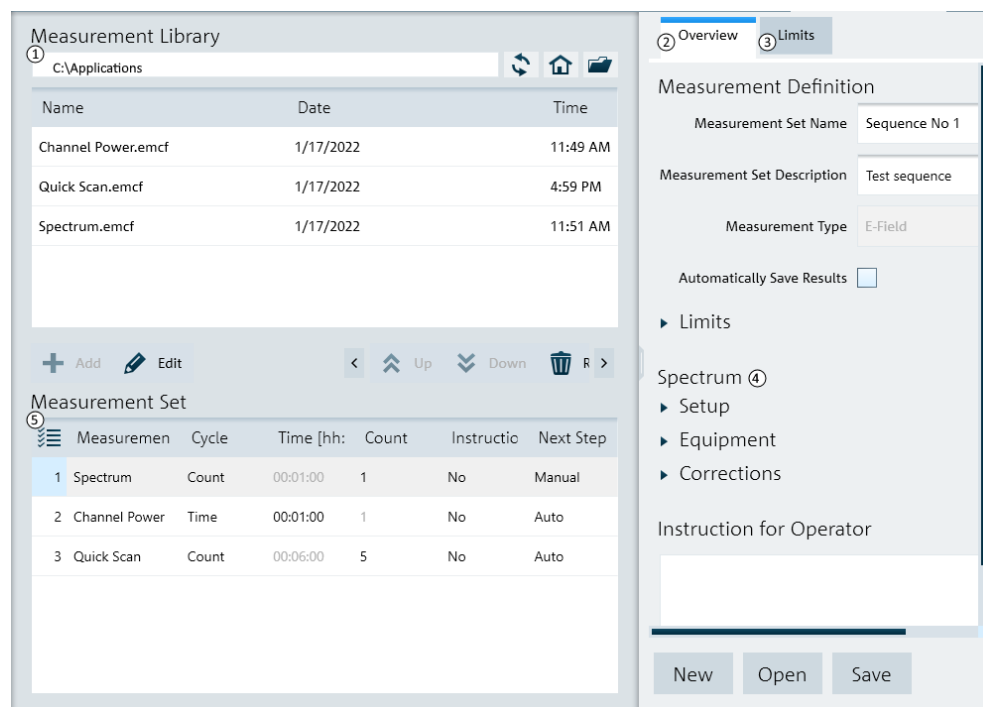 Measurement Library
1
C:\Applications
Name Date Time
Channel Power.emcf 1/17/2022 11:49 AM
Quick Scan.emcf 1/17/2022 4:59 PM
Spectrum.emcf 1/17/2022 11:51 AM
Add Edit < Up Down R >
Measurement Set
5
Measuremen Cycle Time [hh: Count Instructio Next Step
1 Spectrum Count 00:01:00 1 No Manual
2 Channel Power Time 00:01:00 1 No Auto
3 Quick Scan Count 00:06:00 5 No Auto
2 Overview 3 Limits
Measurement Definition
Measurement Set Name Sequence No 1
Measurement Set Description Test sequence
Measurement Type E-Field
Automatically Save Results
Limits
Spectrum 4
Setup
Equipment
Corrections
Instruction for Operator
New Open Save